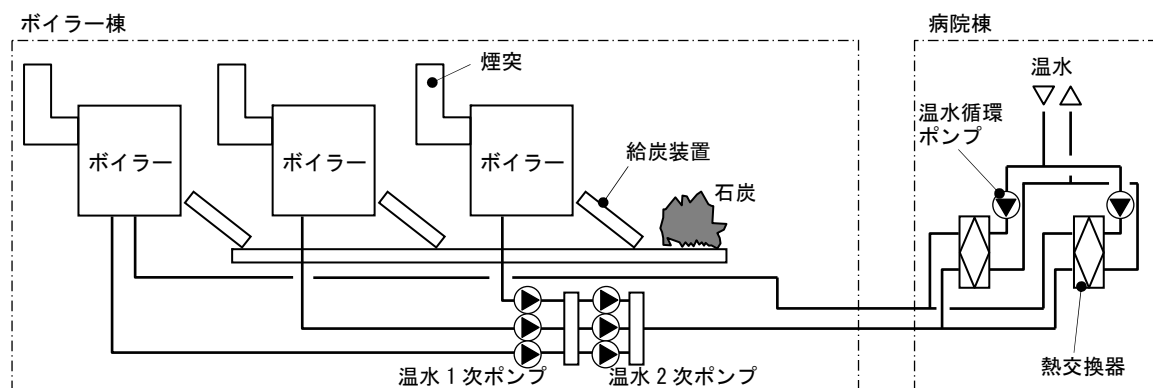 ボイラー棟
病院棟
煙突
温水
ボイラー
ボイラー
ボイラー
給炭装置
温水循環
ポンプ
石炭
温水１次ポンプ
温水２次ポンプ
熱交換器